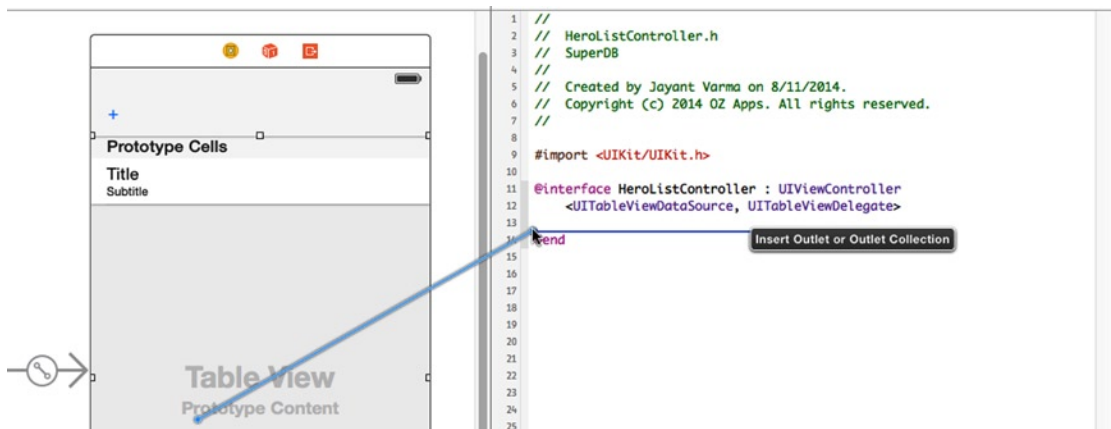 +
Prototype Cells
Title
Subtitle
Table View
Prototype Content
1 //
2 // HeroListController.h
3 // SuperDB
4 //
5 // Created by Jayant Varma on 8/11/2014.
6 // Copyright (c) 2014 OZ Apps. All rights reserved.
7 //
8
9 #import <UIKit/UIKit.h>
10
11 @interface HeroListController : UIViewController
12 <UITableViewDataSource, UITableViewDelegate>
13
14 @end
Insert Outlet or Outlet Collection
15
16
17
18
19
20
21
22
23
24
25